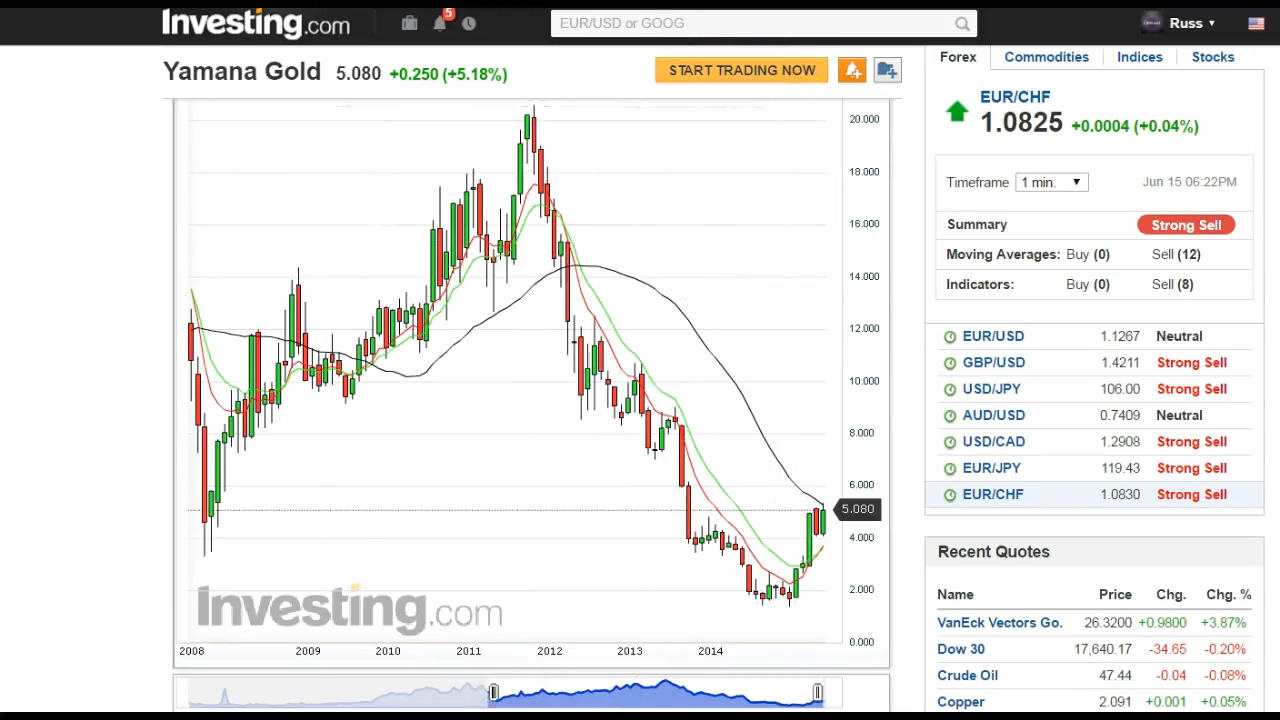 Investing.com
5
EUR/USD or GOOG
Russ
Yamana Gold 5.080 +0.250 (+5.18%)
START TRADING NOW
20.000
18.000
16.000
14.000
12.000
10.000
8.000
6.000
5.080
4.000
2.000
0.000
Investing.com
2008 2009 2010 2011 2012 2013 2014
Forex Commodities Indices Stocks
EUR/CHF
1.0825 +0.0004 (+0.04%)
Timeframe 1 min. Jun 15 06:22PM
Summary Strong Sell
Moving Averages: Buy (0) Sell (12)
Indicators: Buy (0) Sell (8)
EUR/USD 1.1267 Neutral
GBP/USD 1.4211 Strong Sell
USD/JPY 106.00 Strong Sell
AUD/USD 0.7409 Neutral
USD/CAD 1.2908 Strong Sell
EUR/JPY 119.43 Strong Sell
EUR/CHF 1.0830 Strong Sell
Recent Quotes
Name Price Chg. Chg. %
VanEck Vectors Go. 26.3200 +0.9800 +3.87%
Dow 30 17,640.17 -34.65 -0.20%
Crude Oil 47.44 -0.04 -0.08%
Copper 2.091 +0.001 +0.05%